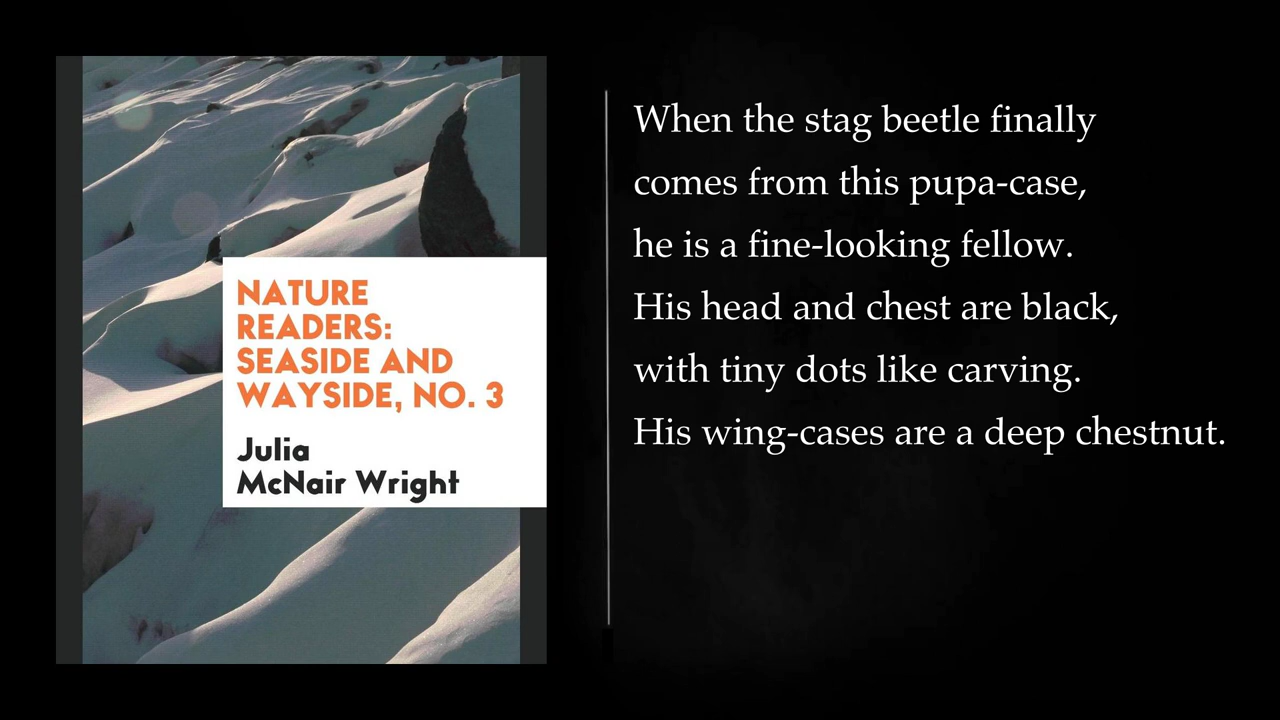 NATURE
READERS:
SEASIDE AND
WAYSIDE, NO. 3
Julia
McNair Wright
When the stag beetle finally
comes from this pupa-case,
he is a fine-looking fellow.
His head and chest are black,
with tiny dots like carving.
His wing-cases are a deep chestnut.